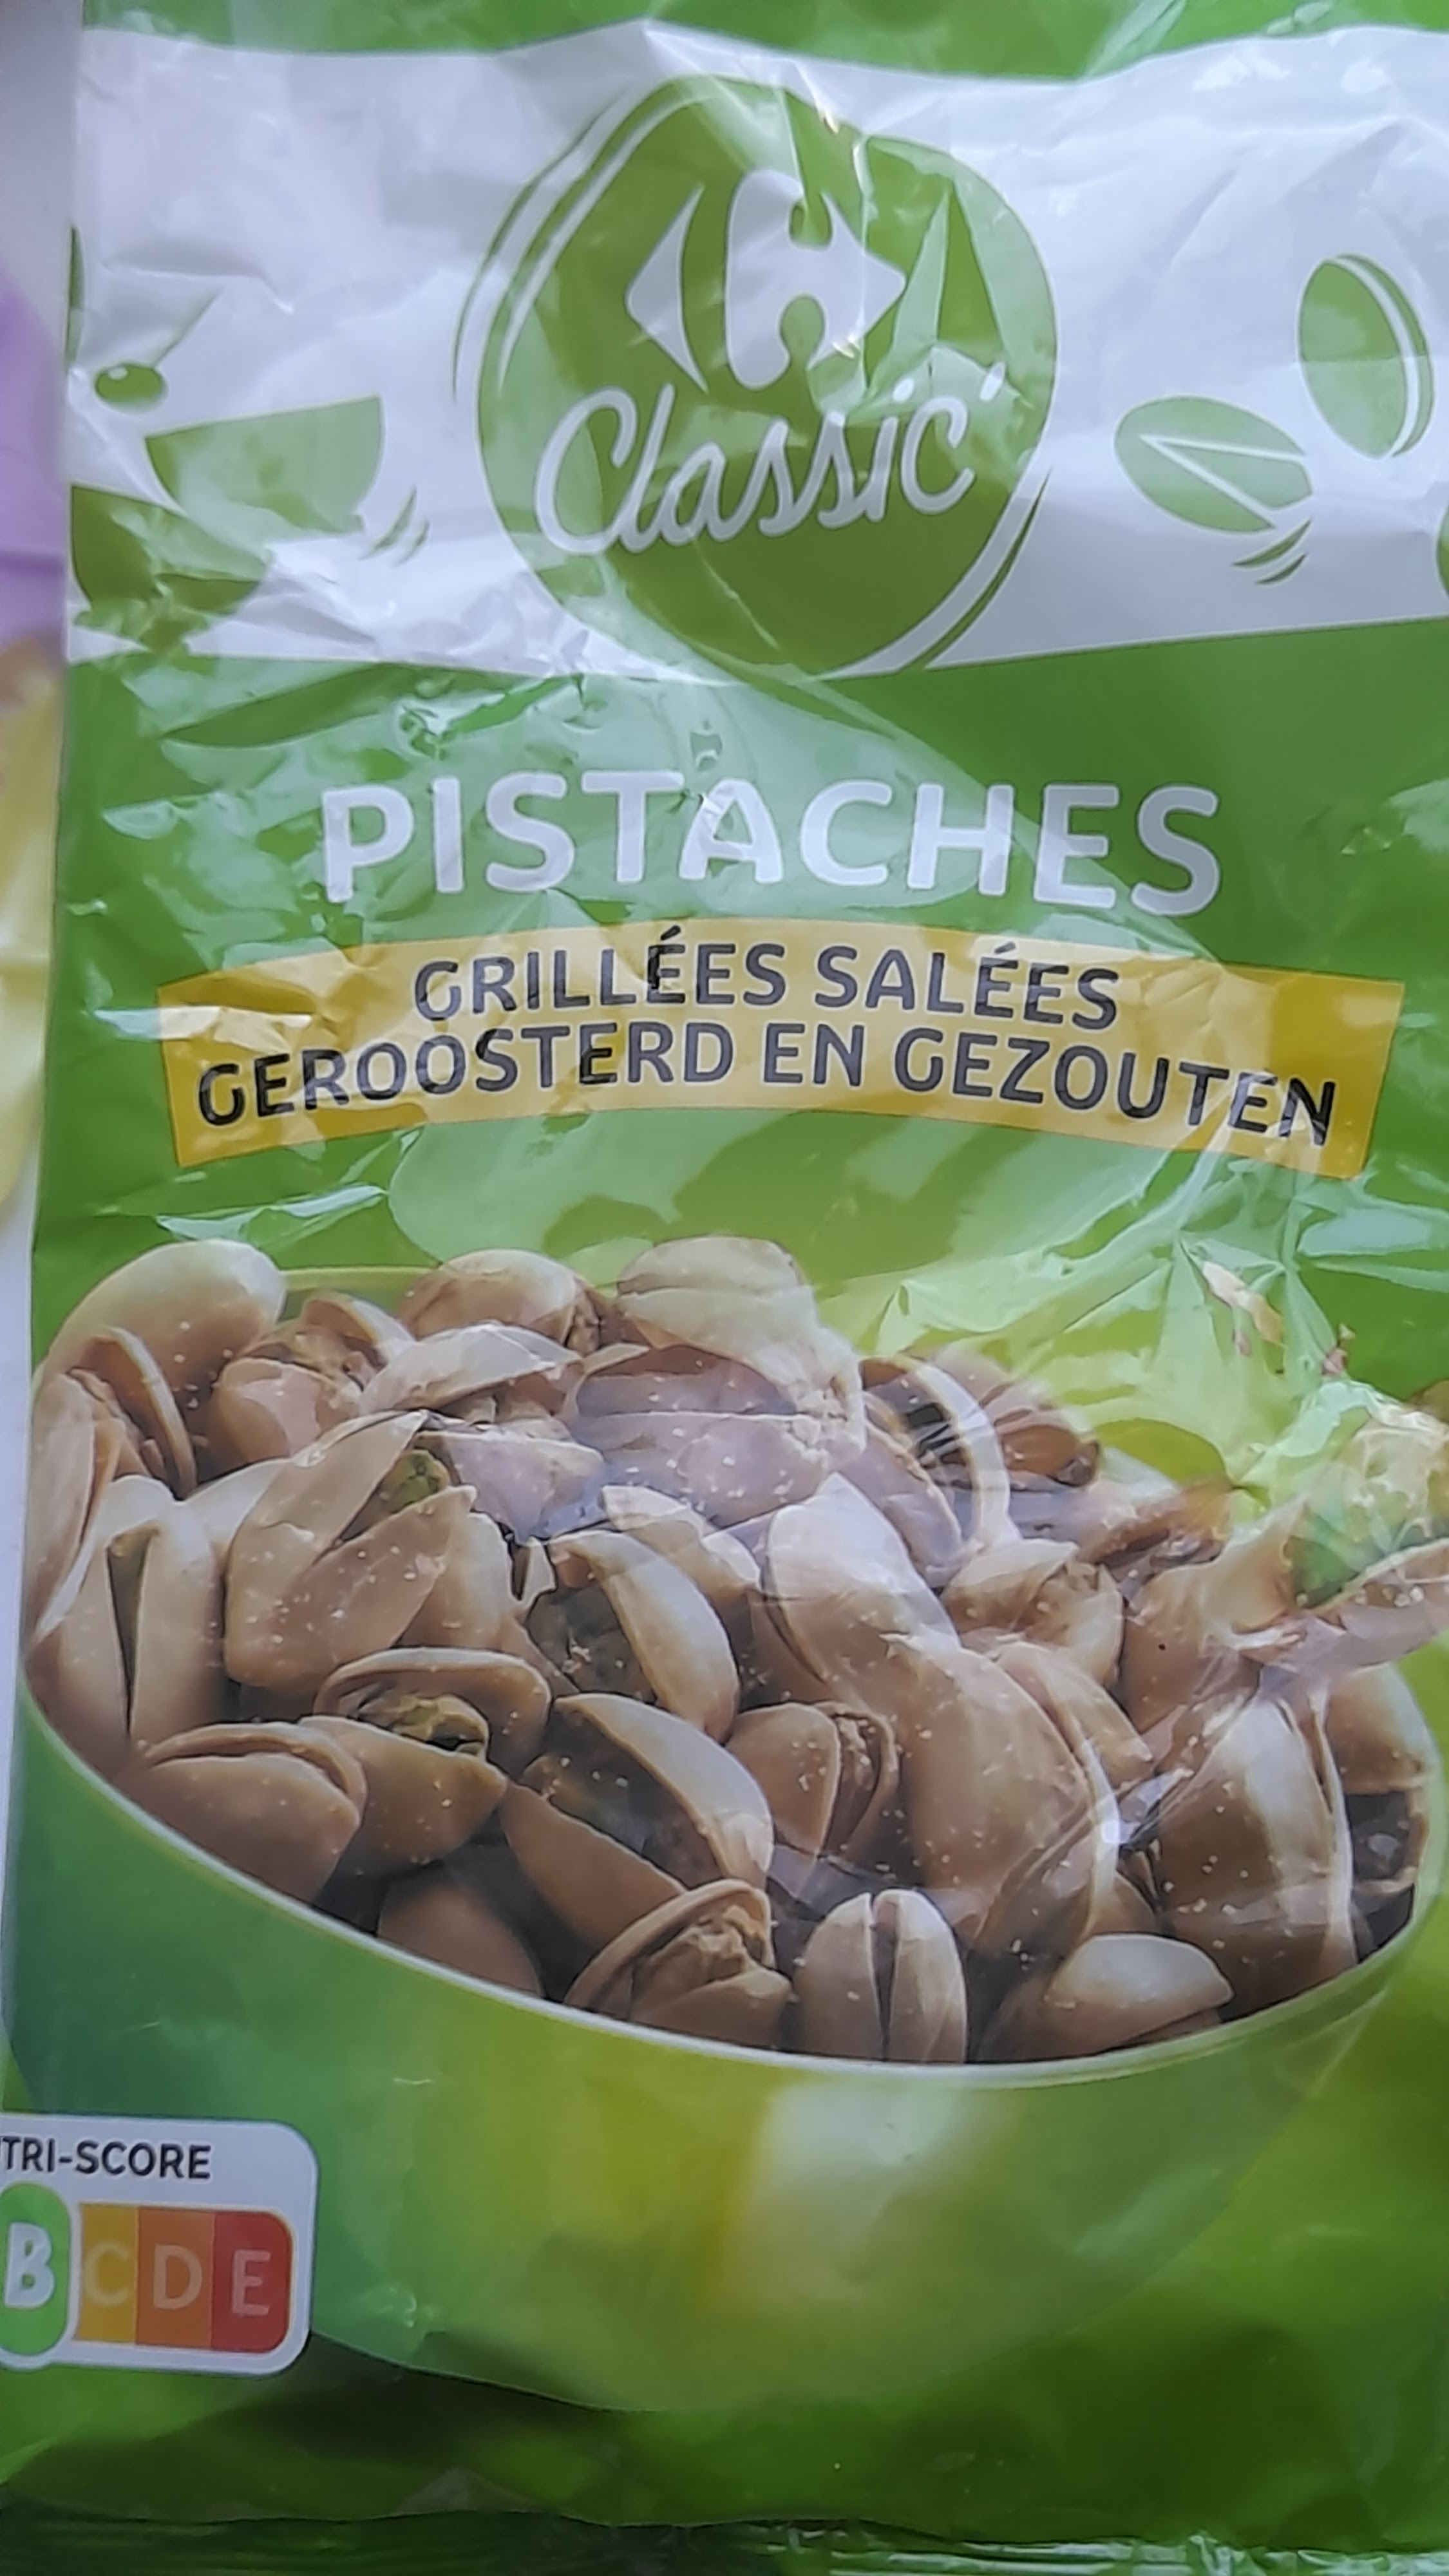 Classic'
PISTACHES
GRILLÉES SALÉES
GEROOSTERD EN GEZOUTEN
TRI-SCORE
B C D E